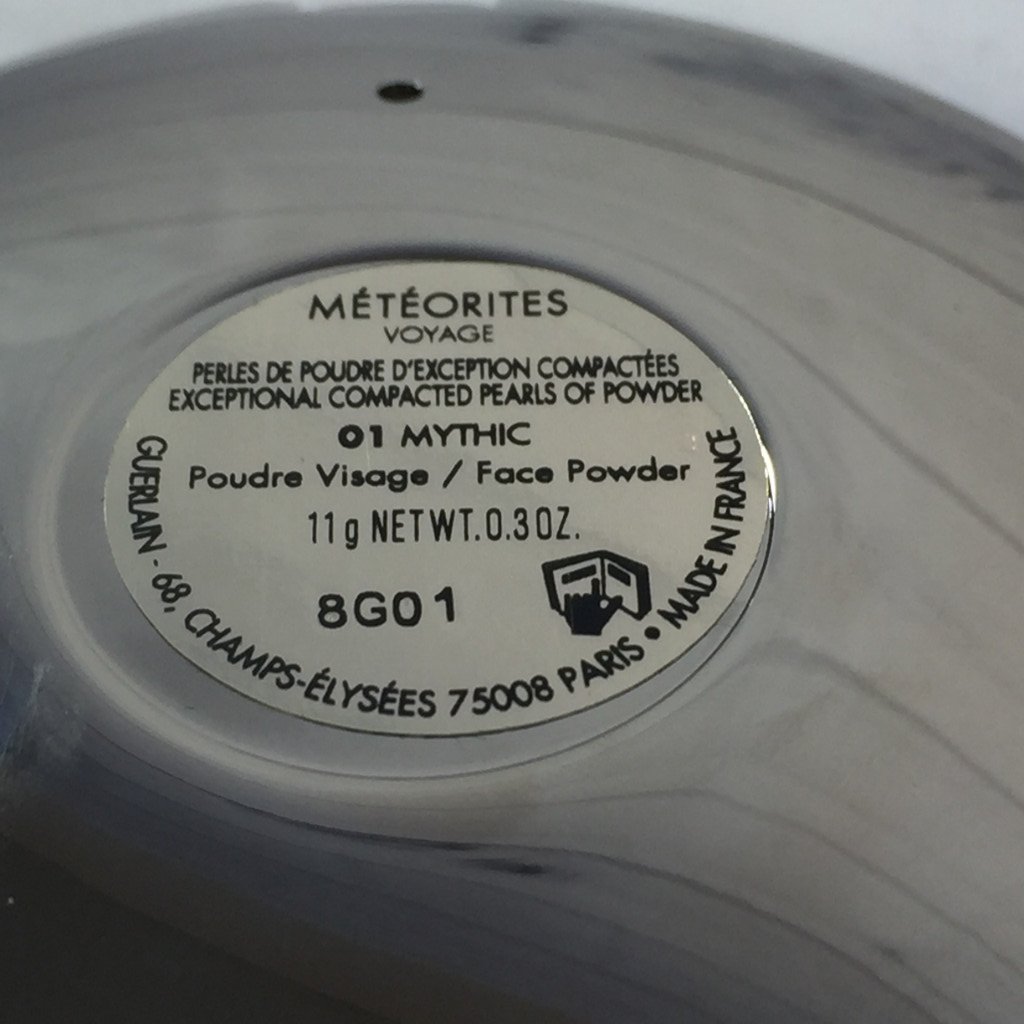 MÉTÉORITES
VOYAGE
PERLES DE POUDRE D'EXCEPTION COMPACTÉES
EXCEPTIONAL COMPACTED PEARLS OF POWDER
01 MYTHIC
Poudre Visage / Face Powder
11g NETWT.0.3OZ.
8G01
GUERLAIN - 68, CHAMPS-ÉLYSÉES 75008 PARIS • MADE IN FRANCE